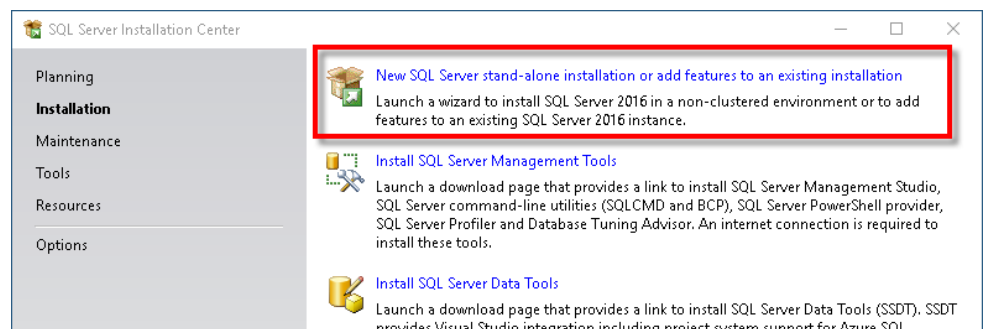 SQL Server Installation Center
Planning
Installation
Maintenance
Tools
Resources
Options
New SQL Server stand-alone installation or add features to an existing installation
Launch a wizard to install SQL Server 2016 in a non-clustered environment or to add
features to an existing SQL Server 2016 instance.
Install SQL Server Management Tools
Launch a download page that provides a link to install SQL Server Management Studio,
SQL Server command-line utilities (SQLCMD and BCP), SQL Server PowerShell provider,
SQL Server Profiler and Database Tuning Advisor. An internet connection is required to
install these tools.
Install SQL Server Data Tools
Launch a download page that provides a link to install SQL Server Data Tools (SSDT). SSDT
provides Visual Studio integration including project system support for Azure SQL